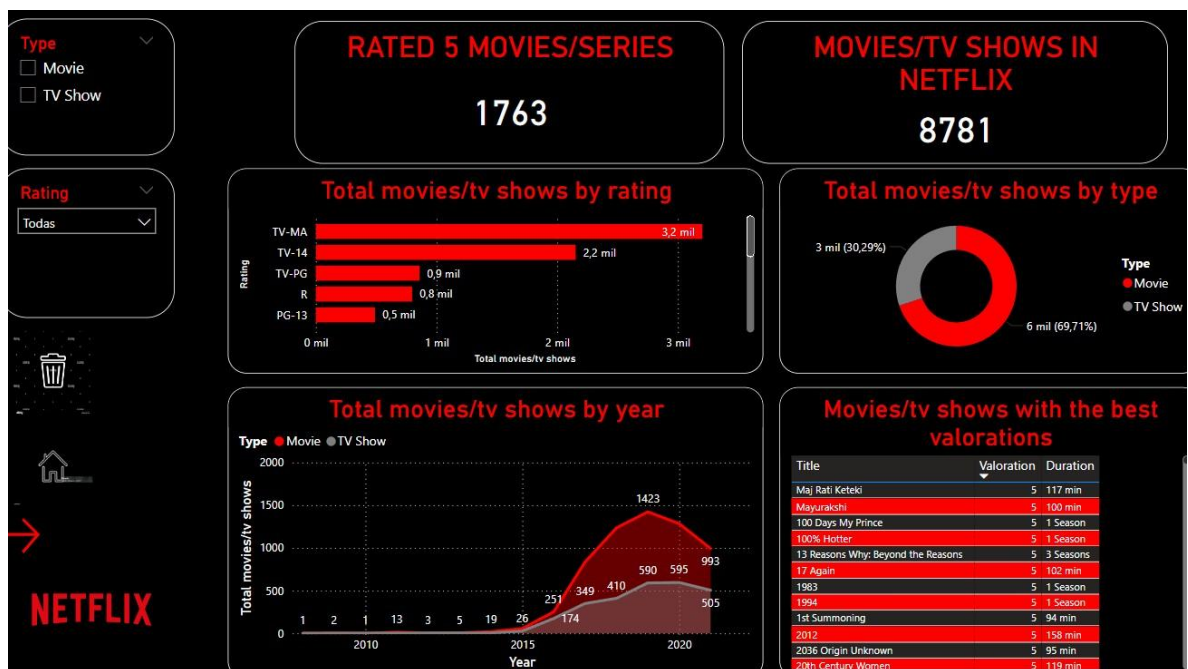 Type
Movie
TV Show
RATED 5 MOVIES/SERIES
1763
MOVIES/TV SHOWS IN
NETFLIX
8781
Rating
Todas
Total movies/tv shows by rating
Rating
TV-MA
3,2 mil
TV-14
2,2 mil
TV-PG
0,9 mil
R
0,8 mil
PG-13
0,5 mil
0 mil 1 mil 2 mil 3 mil
Total movies/tv shows
Total movies/tv shows by type
3 mil (30,29%)
6 mil (69,71%)
Type
Movie
TV Show
Total movies/tv shows by year
Type Movie TV Show
Total movies/tv shows
2000
1500
1000
500
0
1 2 1 13 3 5 19 26 251 1423 993
174 349 410 590 595 505
2010 2015 2020
Year
Movies/tv shows with the best
valorations
Title Valoration Duration
Maj Rati Keteki 5 117 min
Mayurakshi 5 100 min
100 Days My Prince 5 1 Season
100% Hotter 5 1 Season
13 Reasons Why: Beyond the Reasons 5 3 Seasons
17 Again 5 102 min
1983 5 1 Season
1994 5 1 Season
1st Summoning 5 94 min
2012 5 158 min
2036 Origin Unknown 5 95 min
20th Century Women 5 119 min
NETFLIX